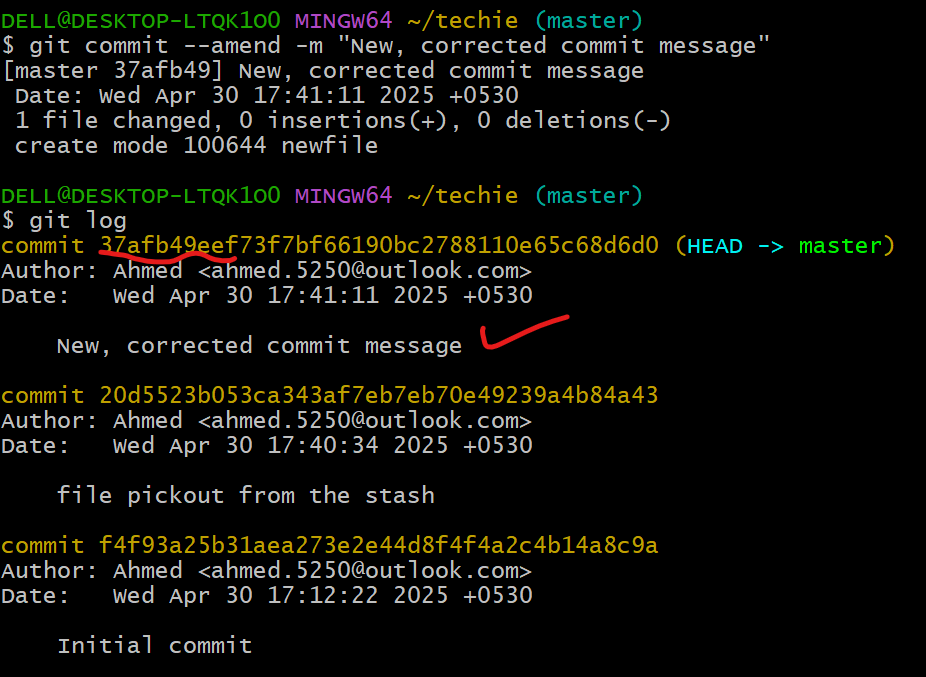 DELL@DESKTOP-LTQK1O0 MINGW64 ~/techie (master)
$ git commit --amend -m "New, corrected commit message"
[master 37afb49] New, corrected commit message
 Date: Wed Apr 30 17:41:11 2025 +0530
 1 file changed, 0 insertions(+), 0 deletions(-)
 create mode 100644 newfile
DELL@DESKTOP-LTQK1O0 MINGW64 ~/techie (master)
$ git log
commit 37afb49eef73f7bf66190bc2788110e65c68d6d0 (HEAD -> master)
Author: Ahmed <ahmed.5250@outlook.com>
Date:   Wed Apr 30 17:41:11 2025 +0530
    New, corrected commit message
commit 20d5523b053ca343af7eb7eb70e49239a4b84a43
Author: Ahmed <ahmed.5250@outlook.com>
Date:   Wed Apr 30 17:40:34 2025 +0530
    file pickout from the stash
commit f4f93a25b31aea273e2e44d8f4f4a2c4b14a8c9a
Author: Ahmed <ahmed.5250@outlook.com>
Date:   Wed Apr 30 17:12:22 2025 +0530
    Initial commit